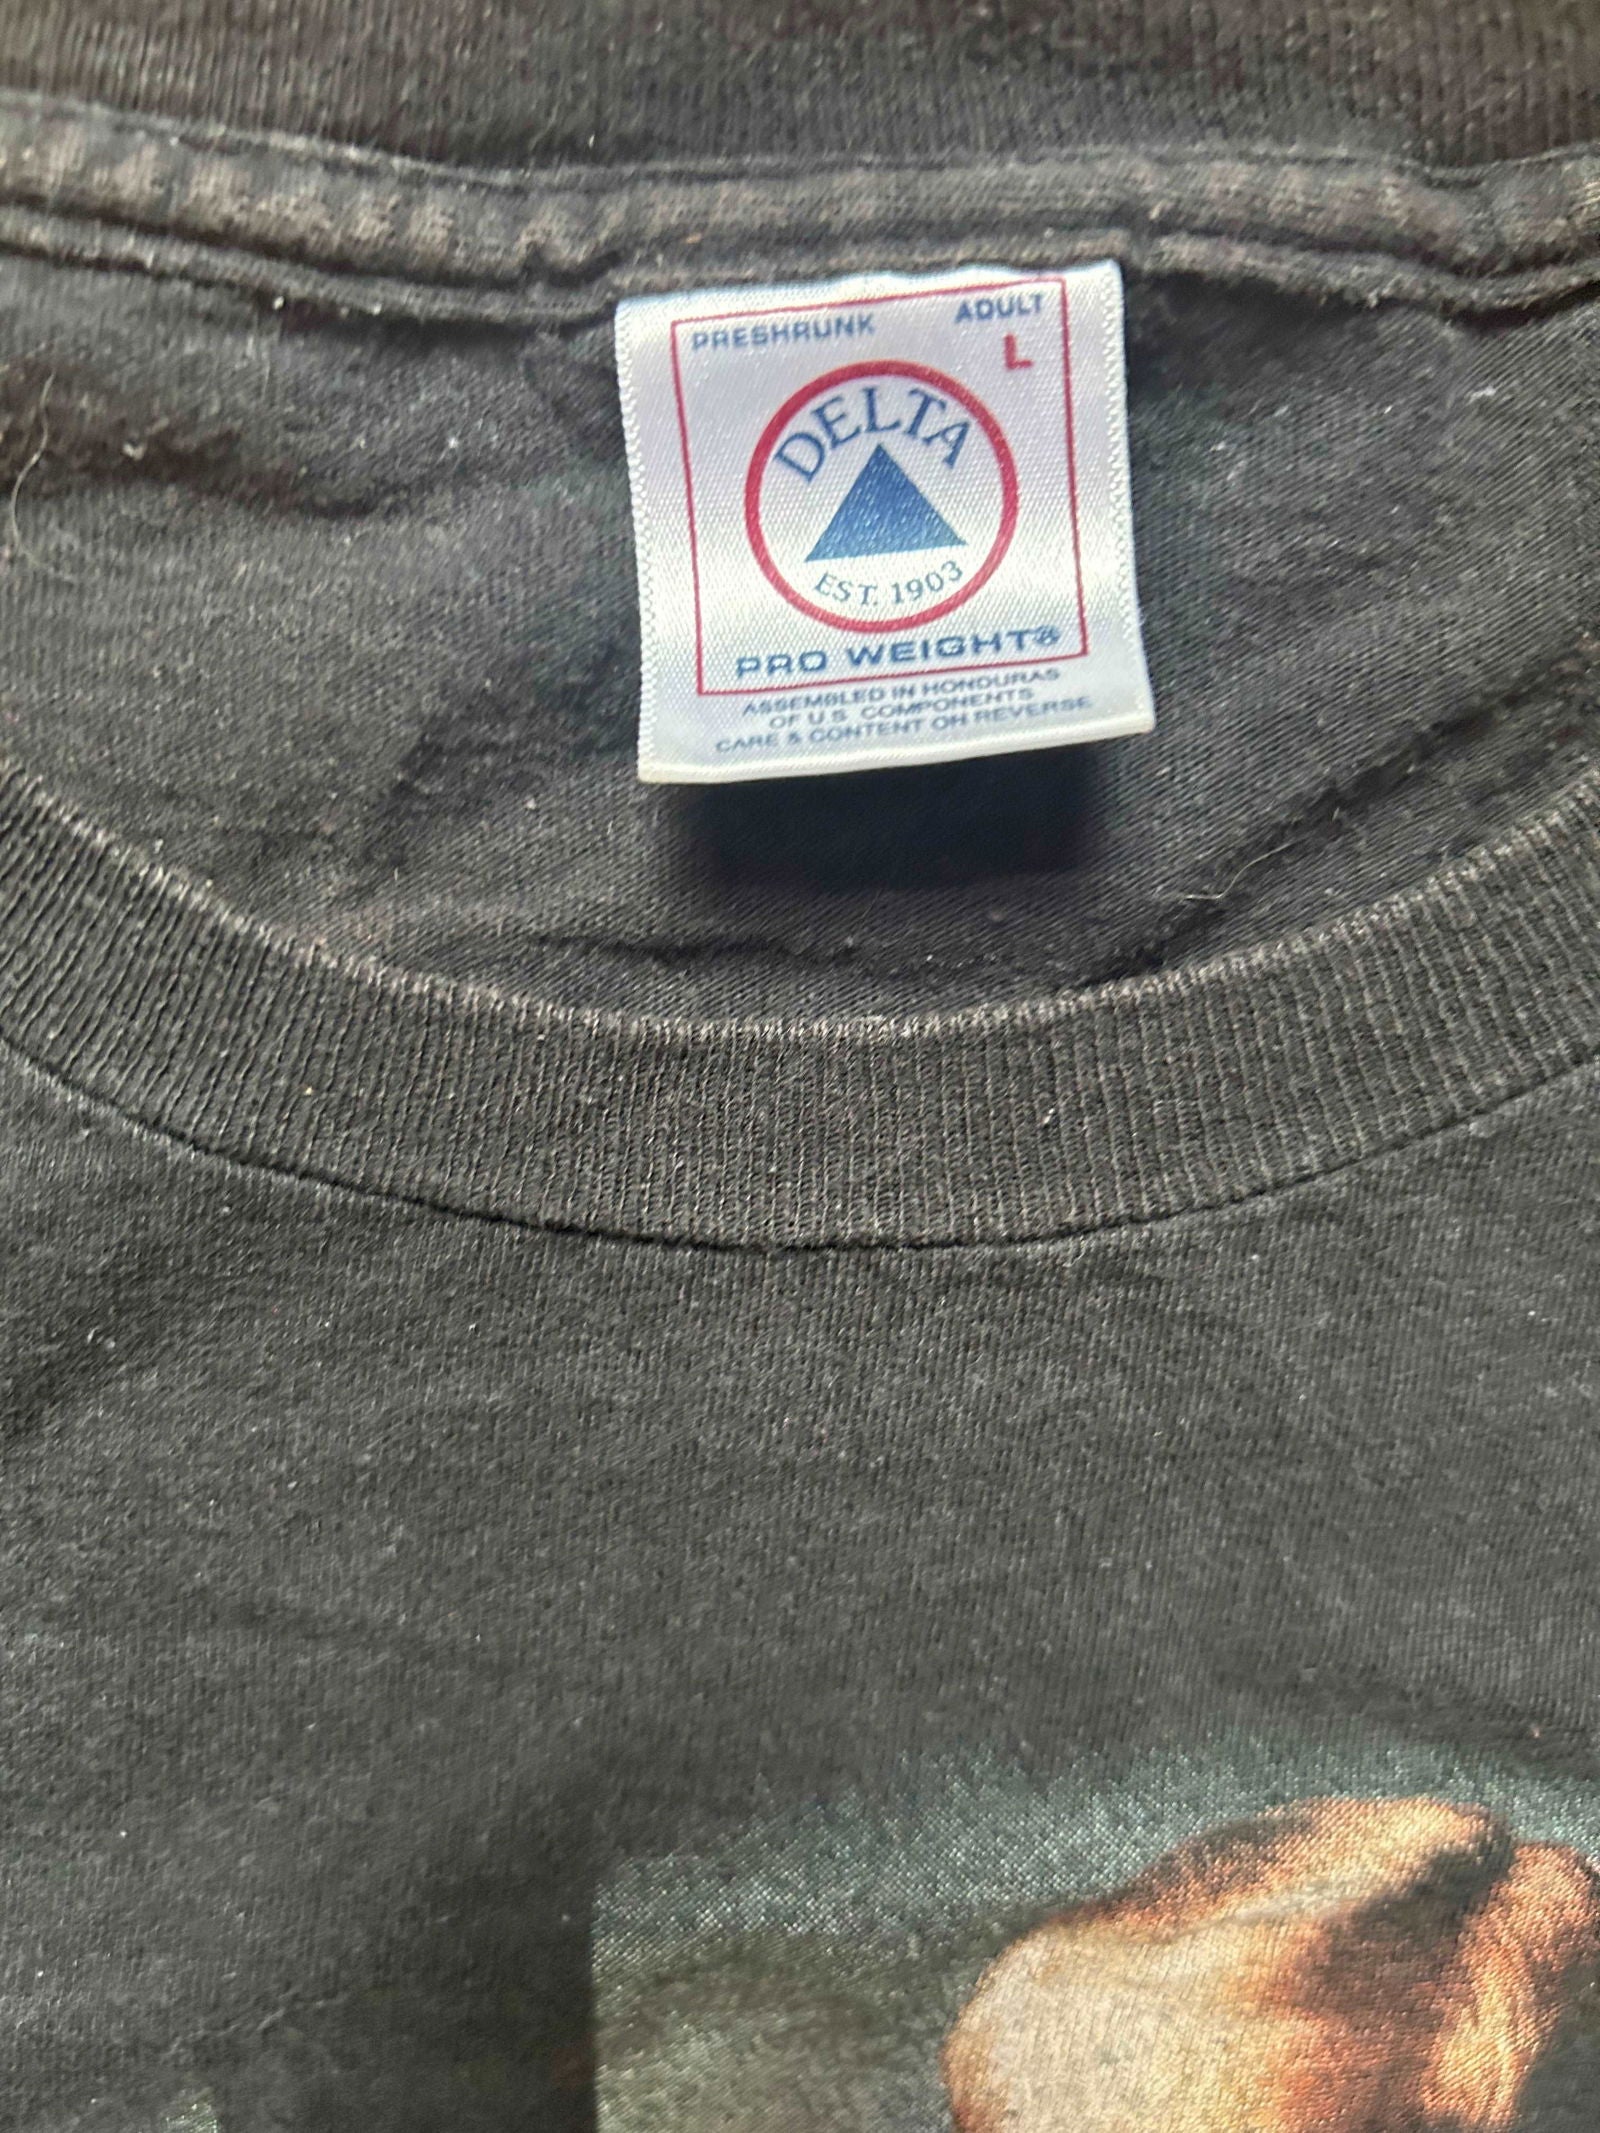 PRESHRUNK ADULT
L
DELTA
EST. 1903
PRO WEIGHT®
ASSEMBLED IN HONDURAS
OF U.S. COMPONENTS
CARE & CONTENT ON REVERSE